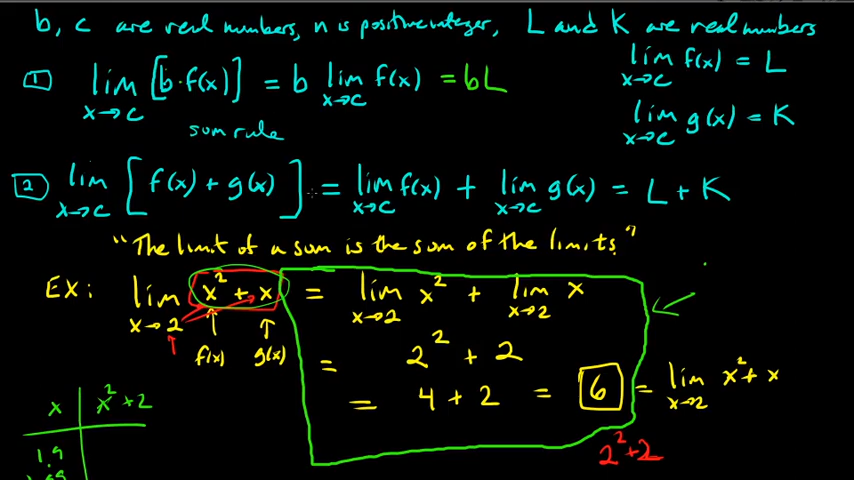 b, c are real numbers, n is positive integer, L and K are real numbers
lim f(x) = L
x→c
lim g(x) = K
x→c
1 lim [b·f(x)] = b lim f(x) = bL
x→c x→c
sum rule
2 lim [f(x) + g(x)] = lim f(x) + lim g(x) = L + K
x→c x→c x→c
"The limit of a sum is the sum of the limits."
EX: lim x² + x = lim x² + lim x
x→2 x→2 x→2
f(x) g(x)
= 2² + 2
= 4 + 2 = 6 = lim x² + x
x→2
2²+2
x x²+2
1.9